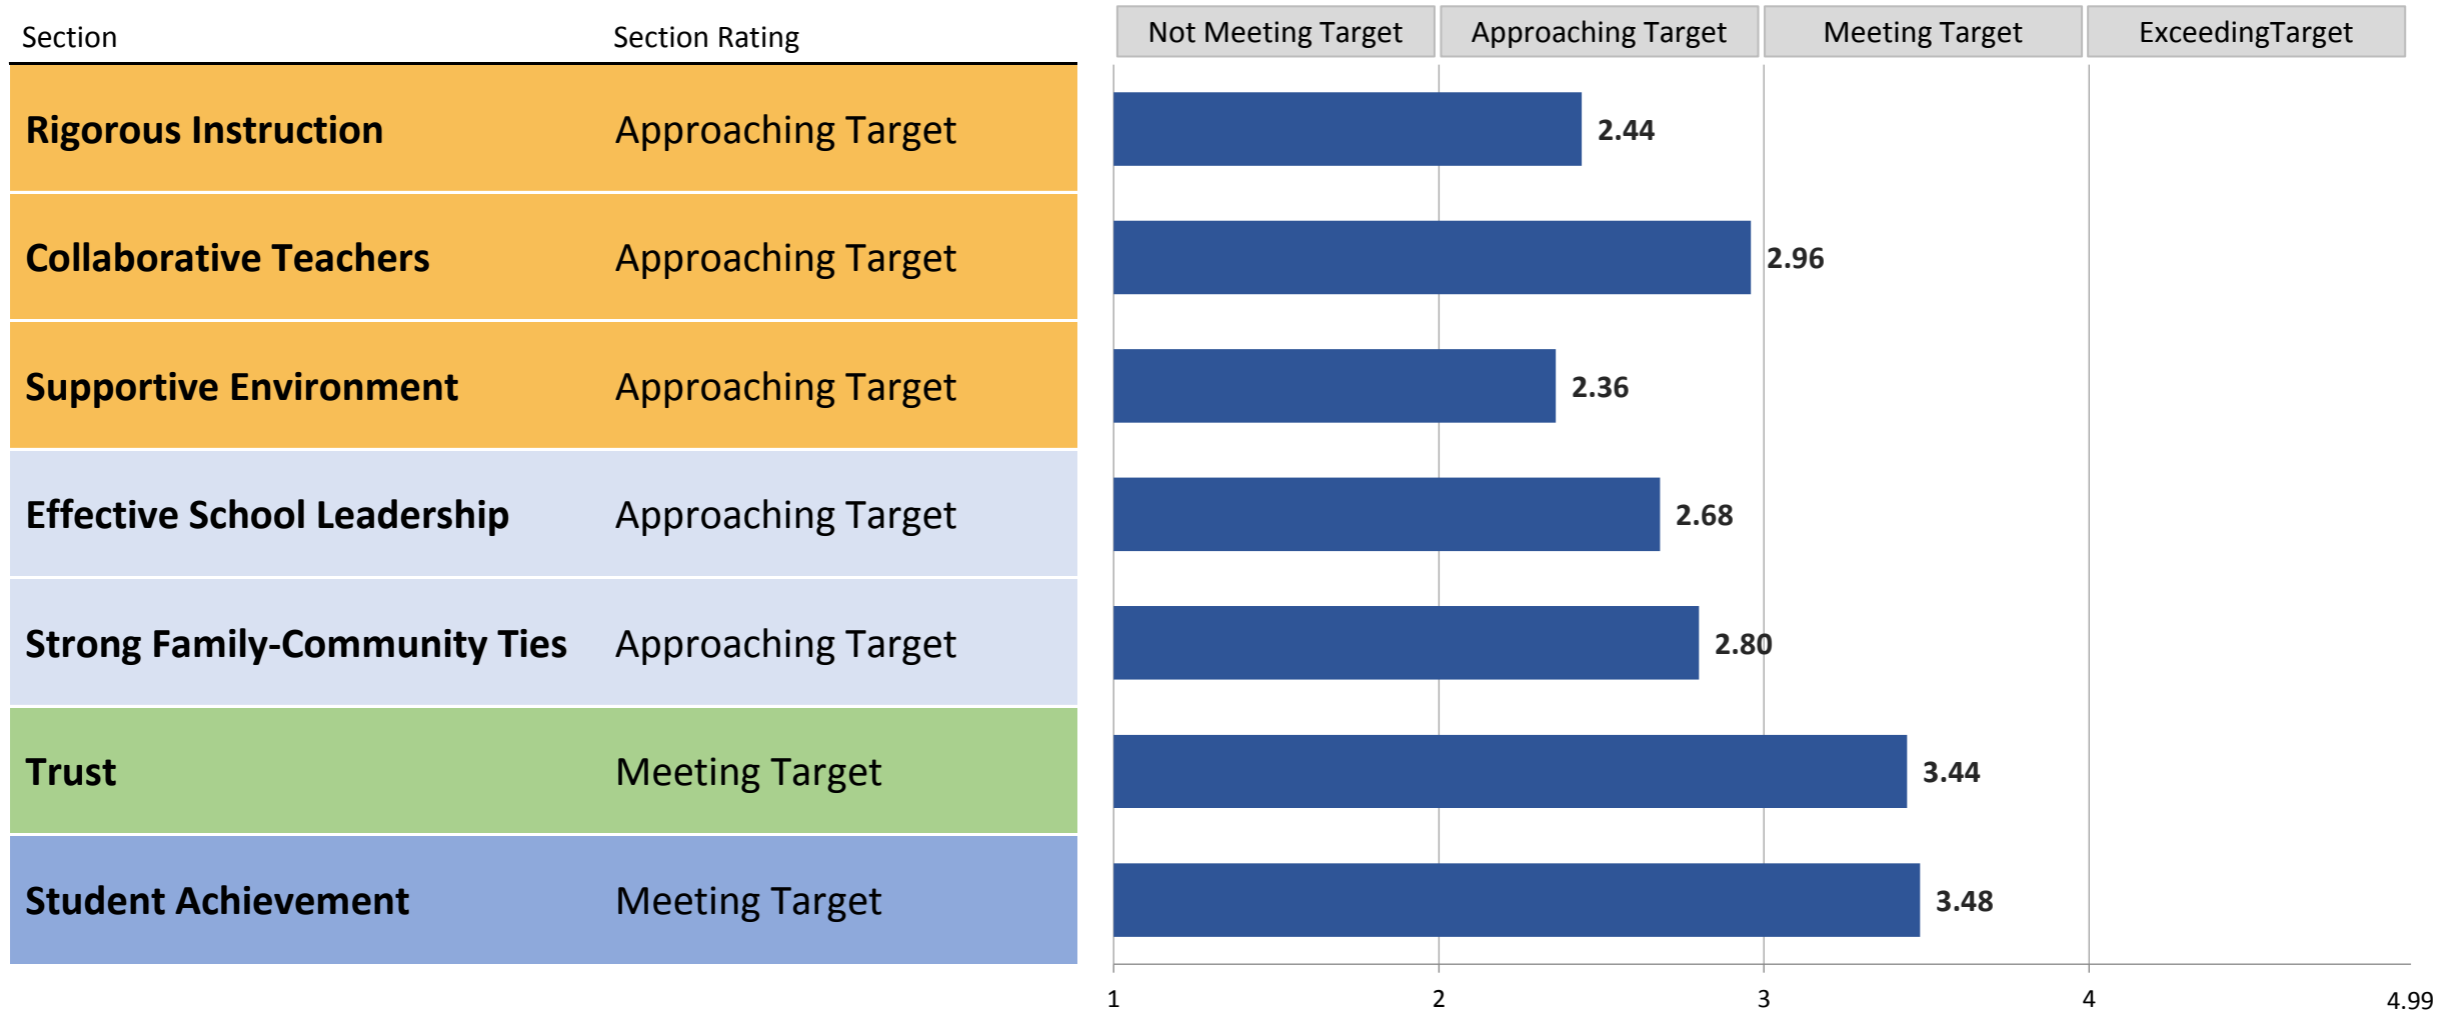 Section Section Rating Not Meeting Target Approaching Target Meeting Target ExceedingTarget
Rigorous Instruction Approaching Target 2.44
Collaborative Teachers Approaching Target 2.96
Supportive Environment Approaching Target 2.36
Effective School Leadership Approaching Target 2.68
Strong Family-Community Ties Approaching Target 2.80
Trust Meeting Target 3.44
Student Achievement Meeting Target 3.48
1 2 3 4 4.99